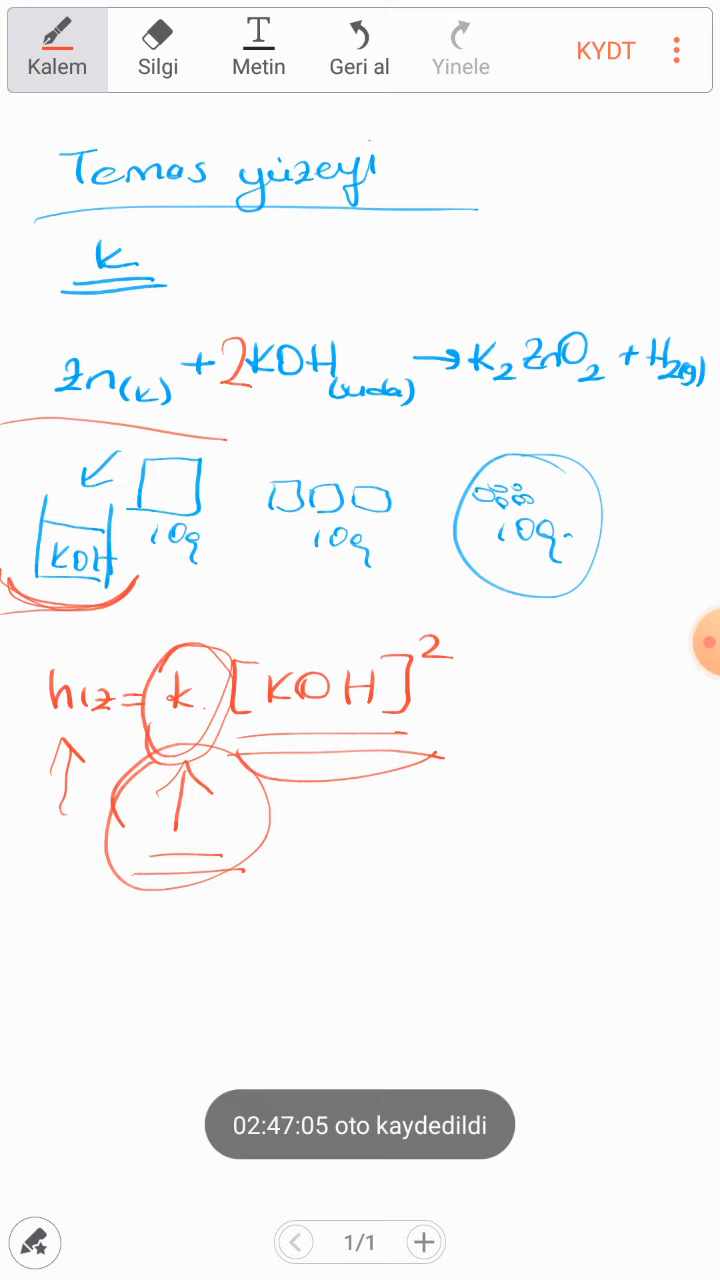 Kalem Silgi Metin Geri al Yinele KYDT
Temas yüzeyi
k
Zn(k) + 2KOH(suda) → K2ZnO2 + H2(g)
KOH 10g 10g 10g.
hız = k. [KOH]2
02:47:05 oto kaydedildi
1/1